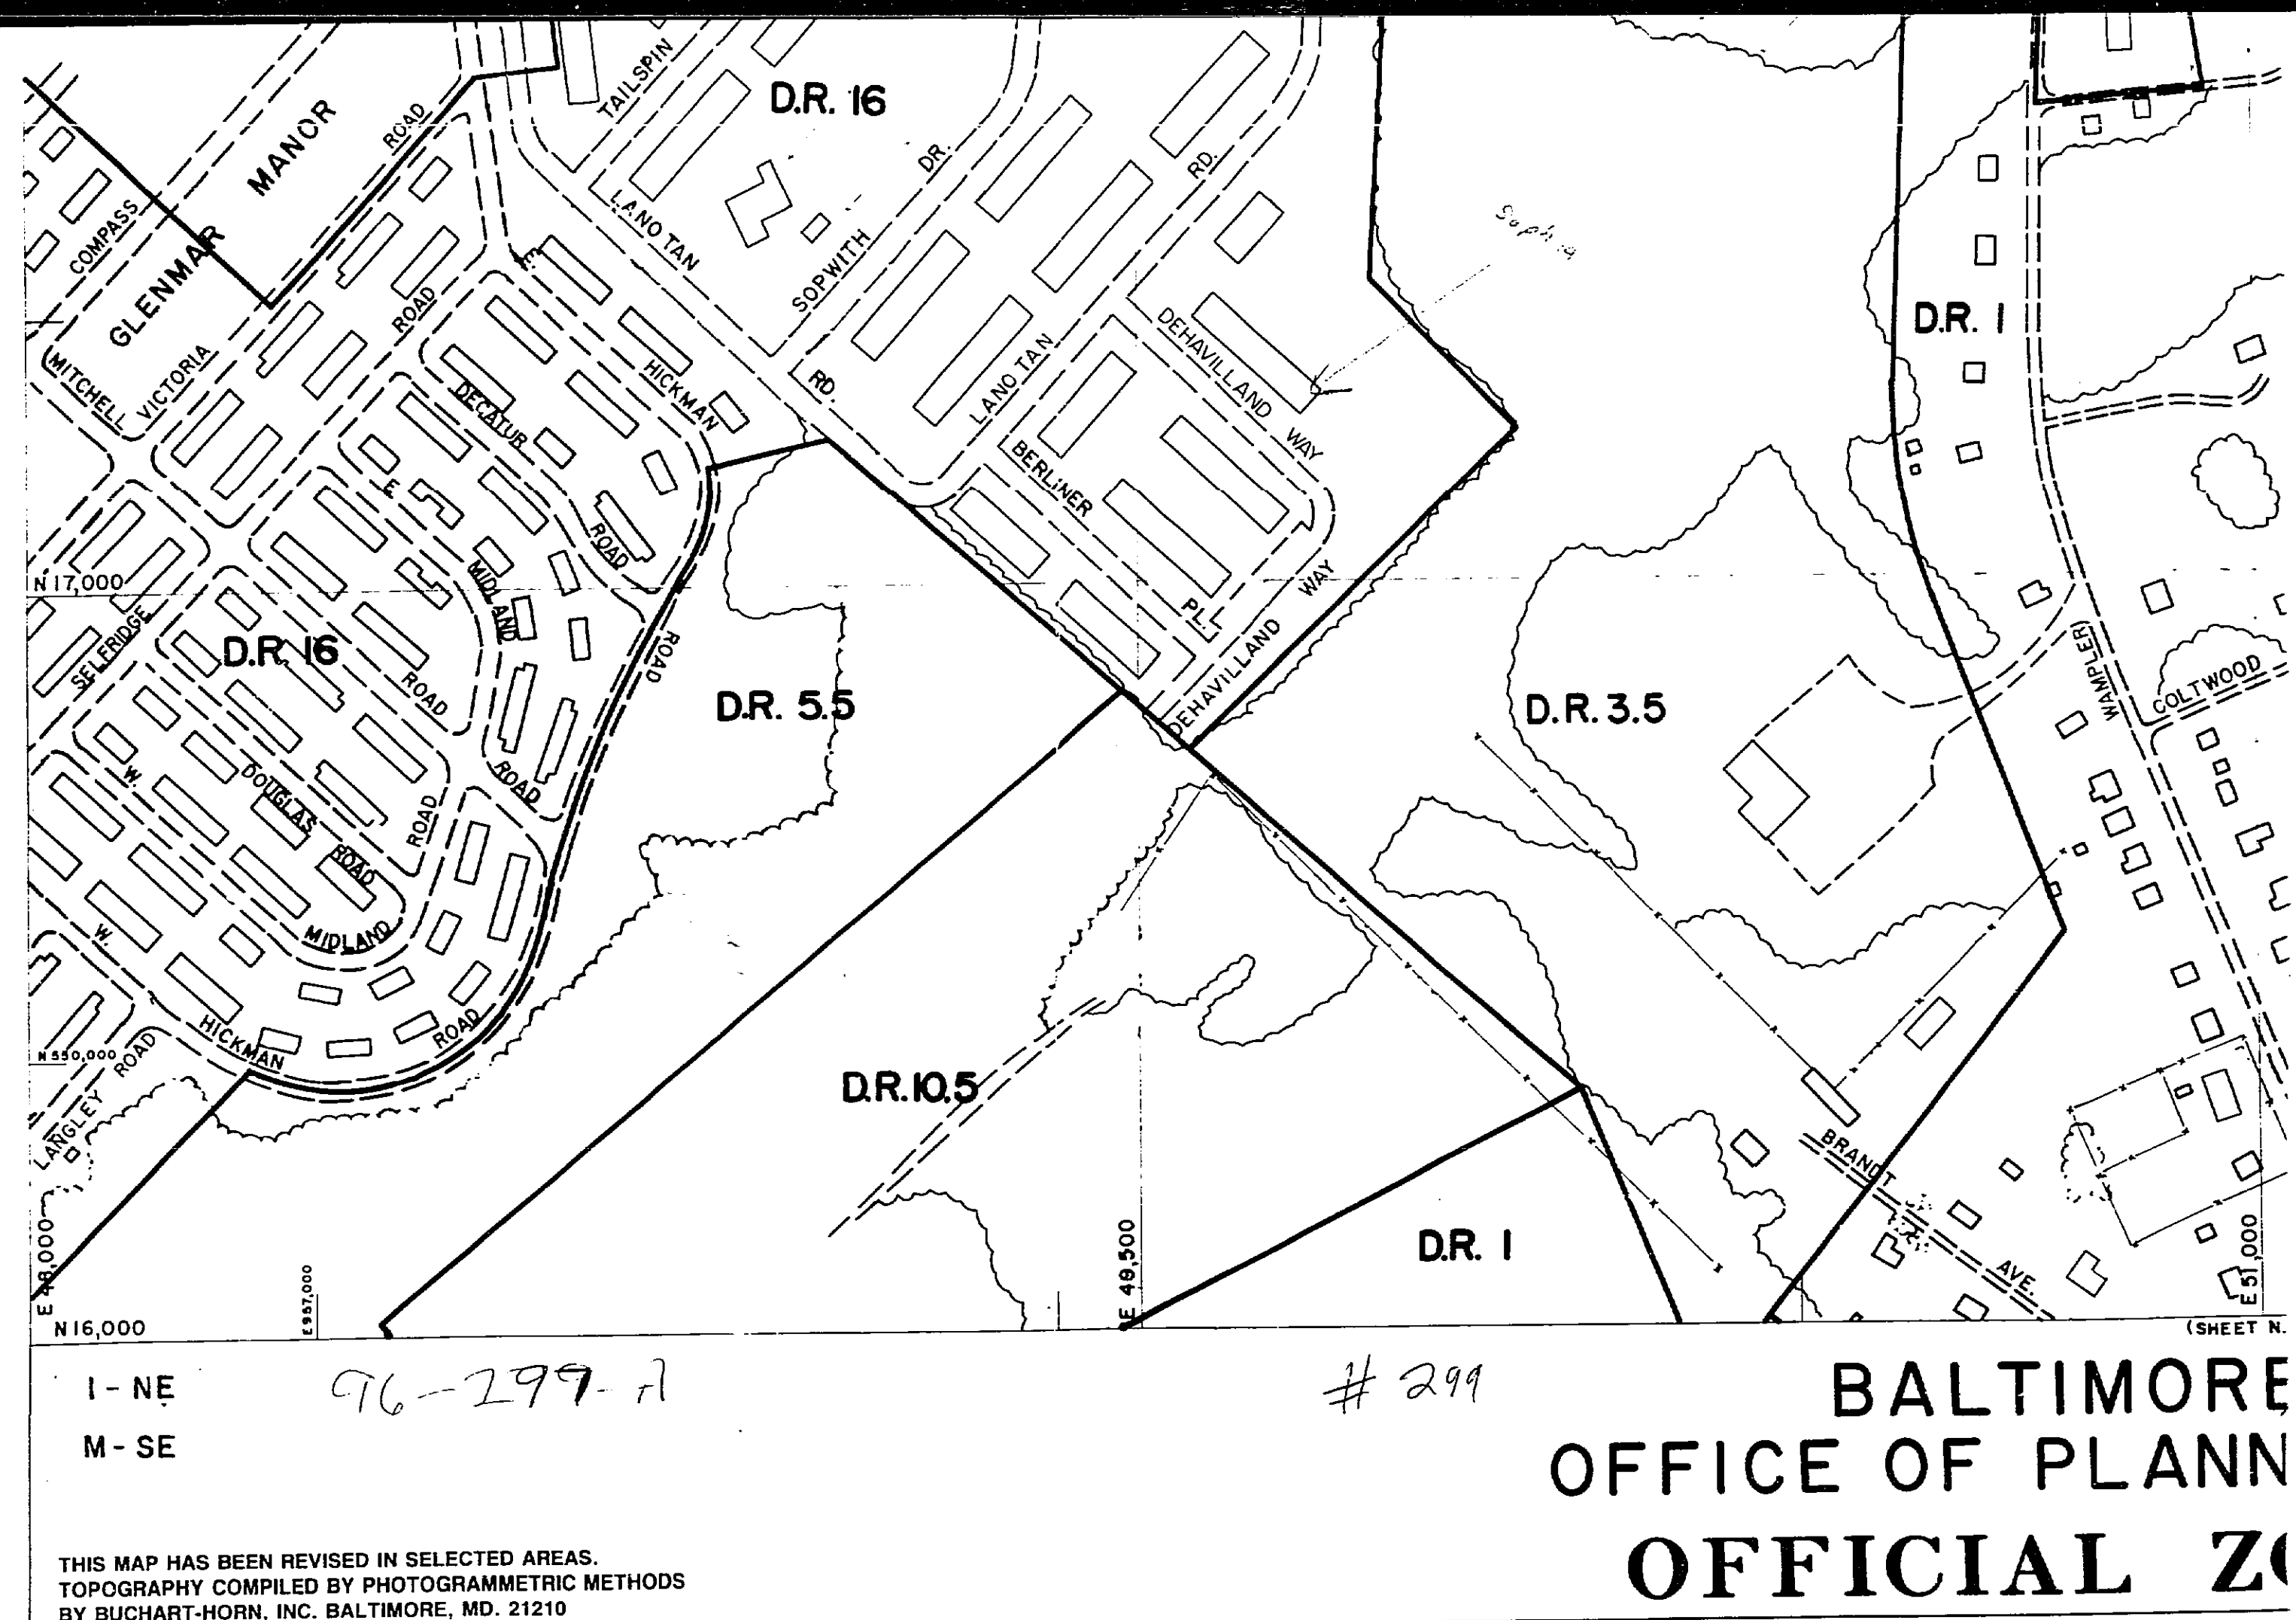 D.R. 16
TAILSPIN
MANOR
ROAD
GLENMAR
COMPASS
LANO TAN
RD.
SOPWITH
DR.
LANO TAN
RD.
Sophia
DEHAVILLAND
WAY
D.R. 1
MITCHELL
VICTORIA
ROAD
E.
HICKMAN
DECATUR
ROAD
BERLINER
PL.
DEHAVILLAND
WAY
N 17,000
SELFRIDGE
D.R. 16
E.
MIDLAND
ROAD
ROAD
ROAD
D.R. 5.5
D.R. 3.5
WAMPLER)
COLTWOOD
W.
DOUGLAS
ROAD
ROAD
MIDLAND
W.
HICKMAN
ROAD
N 550,000
LANGLEY
ROAD
D.R. 10.5
BRANDT
AVE.
D.R. 1
E 48,000
E 957,000
E 49,500
E 51,000
N 16,000
(SHEET N.
I - NE
M - SE
96-299-A
# 299
BALTIMORE
OFFICE OF PLANN
OFFICIAL
THIS MAP HAS BEEN REVISED IN SELECTED AREAS.
TOPOGRAPHY COMPILED BY PHOTOGRAMMETRIC METHODS
BY BUCHART-HORN, INC. BALTIMORE, MD. 21210